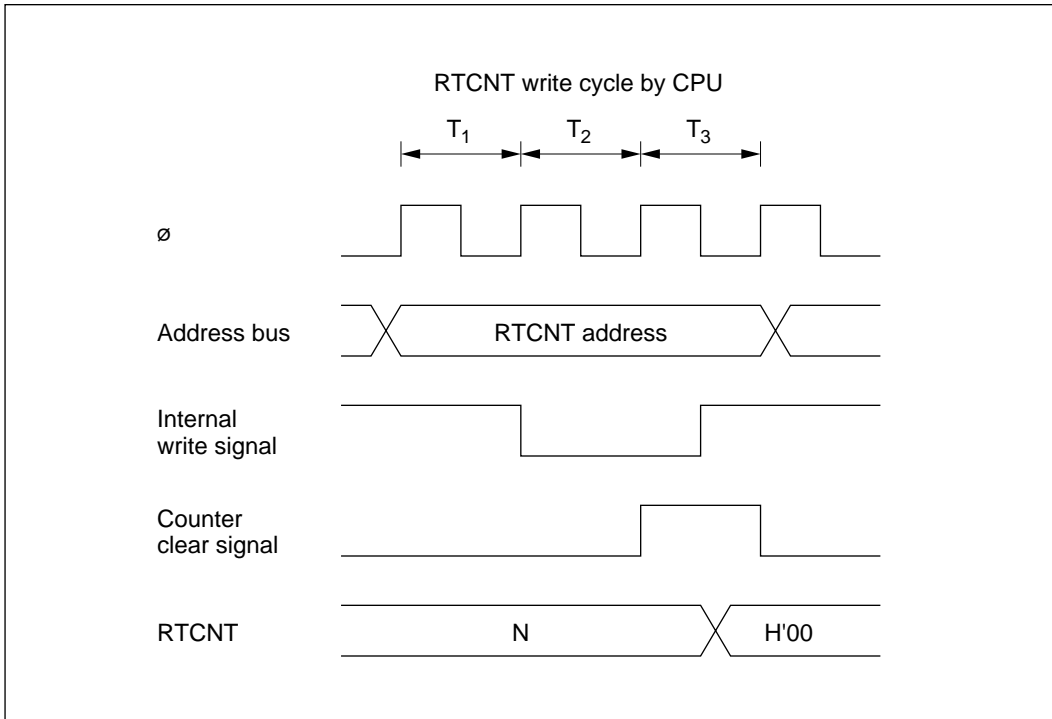 RTCNT write cycle by CPU
T1 T2 T3
ø
Address bus RTCNT address
Internal
write signal
Counter
clear signal
RTCNT N H'00